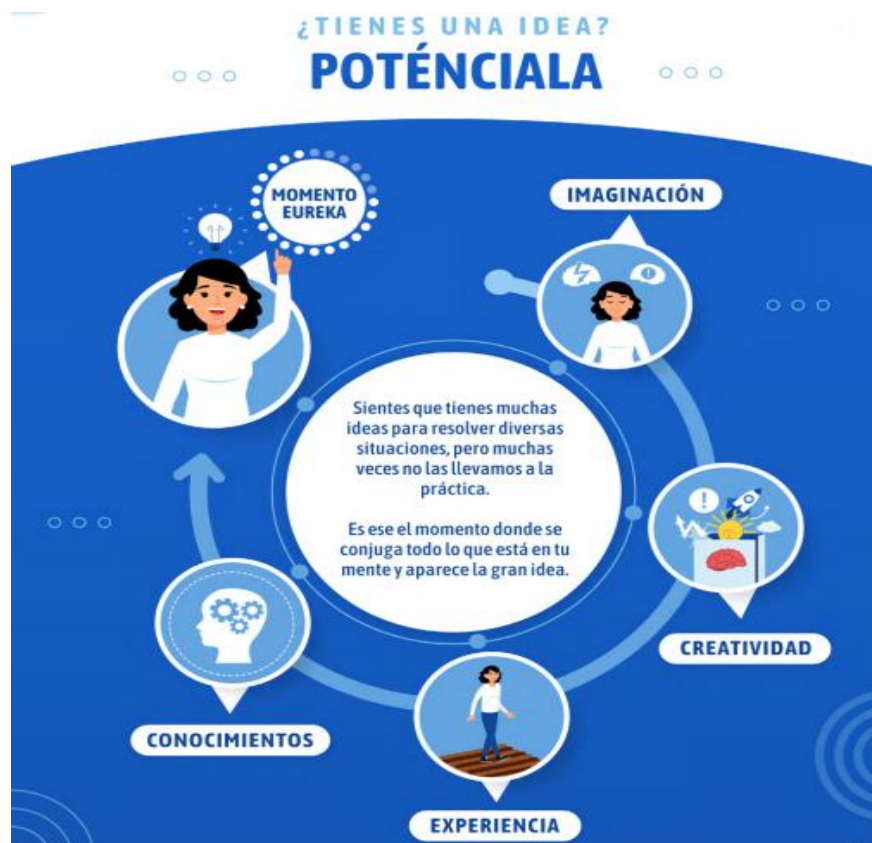 ¿TIENES UNA IDEA?
POTÉNCIALA
MOMENTO
EUREKA
IMAGINACIÓN
Sientes que tienes muchas
ideas para resolver diversas
situaciones, pero muchas
veces no las llevamos a la
práctica.
Es ese el momento donde se
conjuga todo lo que está en tu
mente y aparece la gran idea.
CREATIVIDAD
CONOCIMIENTOS
EXPERIENCIA